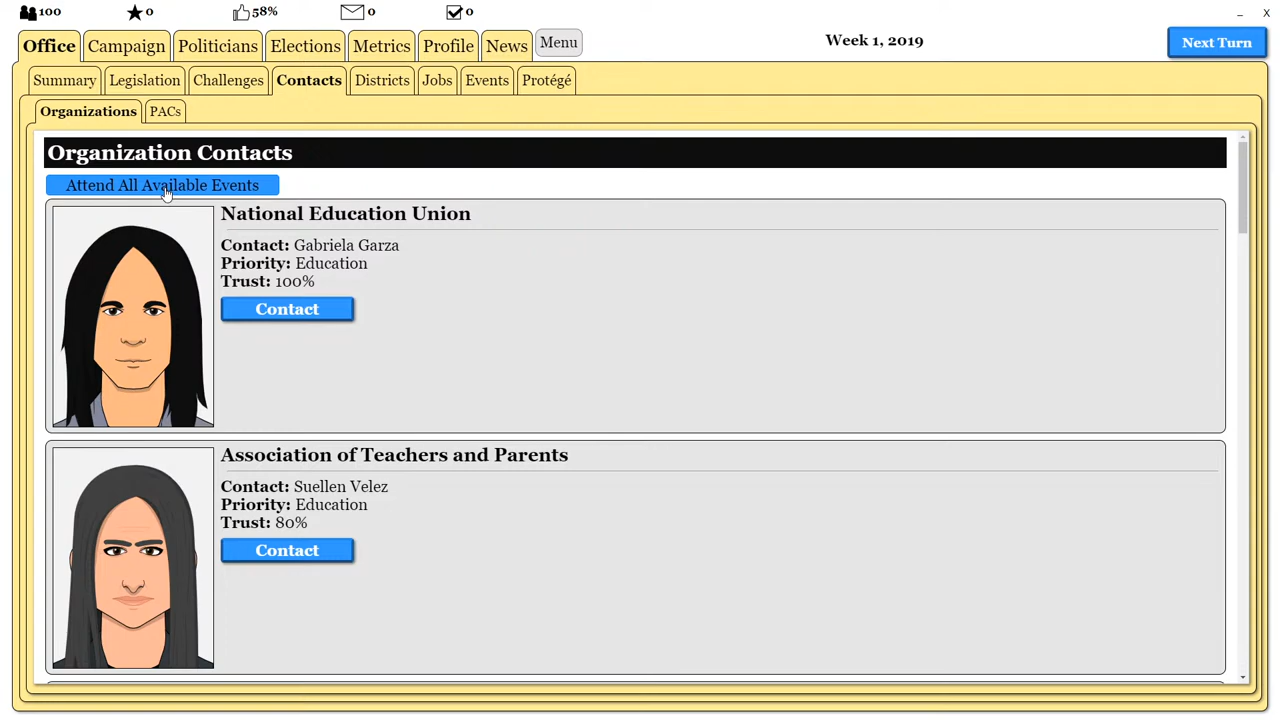 100 0 58% 0 0 _ X
Office Campaign Politicians Elections Metrics Profile News Menu Week 1, 2019 Next Turn
Summary Legislation Challenges Contacts Districts Jobs Events Protégé
Organizations PACs
Organization Contacts
Attend All Available Events
National Education Union
Contact: Gabriela Garza
Priority: Education
Trust: 100%
Contact
Association of Teachers and Parents
Contact: Suellen Velez
Priority: Education
Trust: 80%
Contact